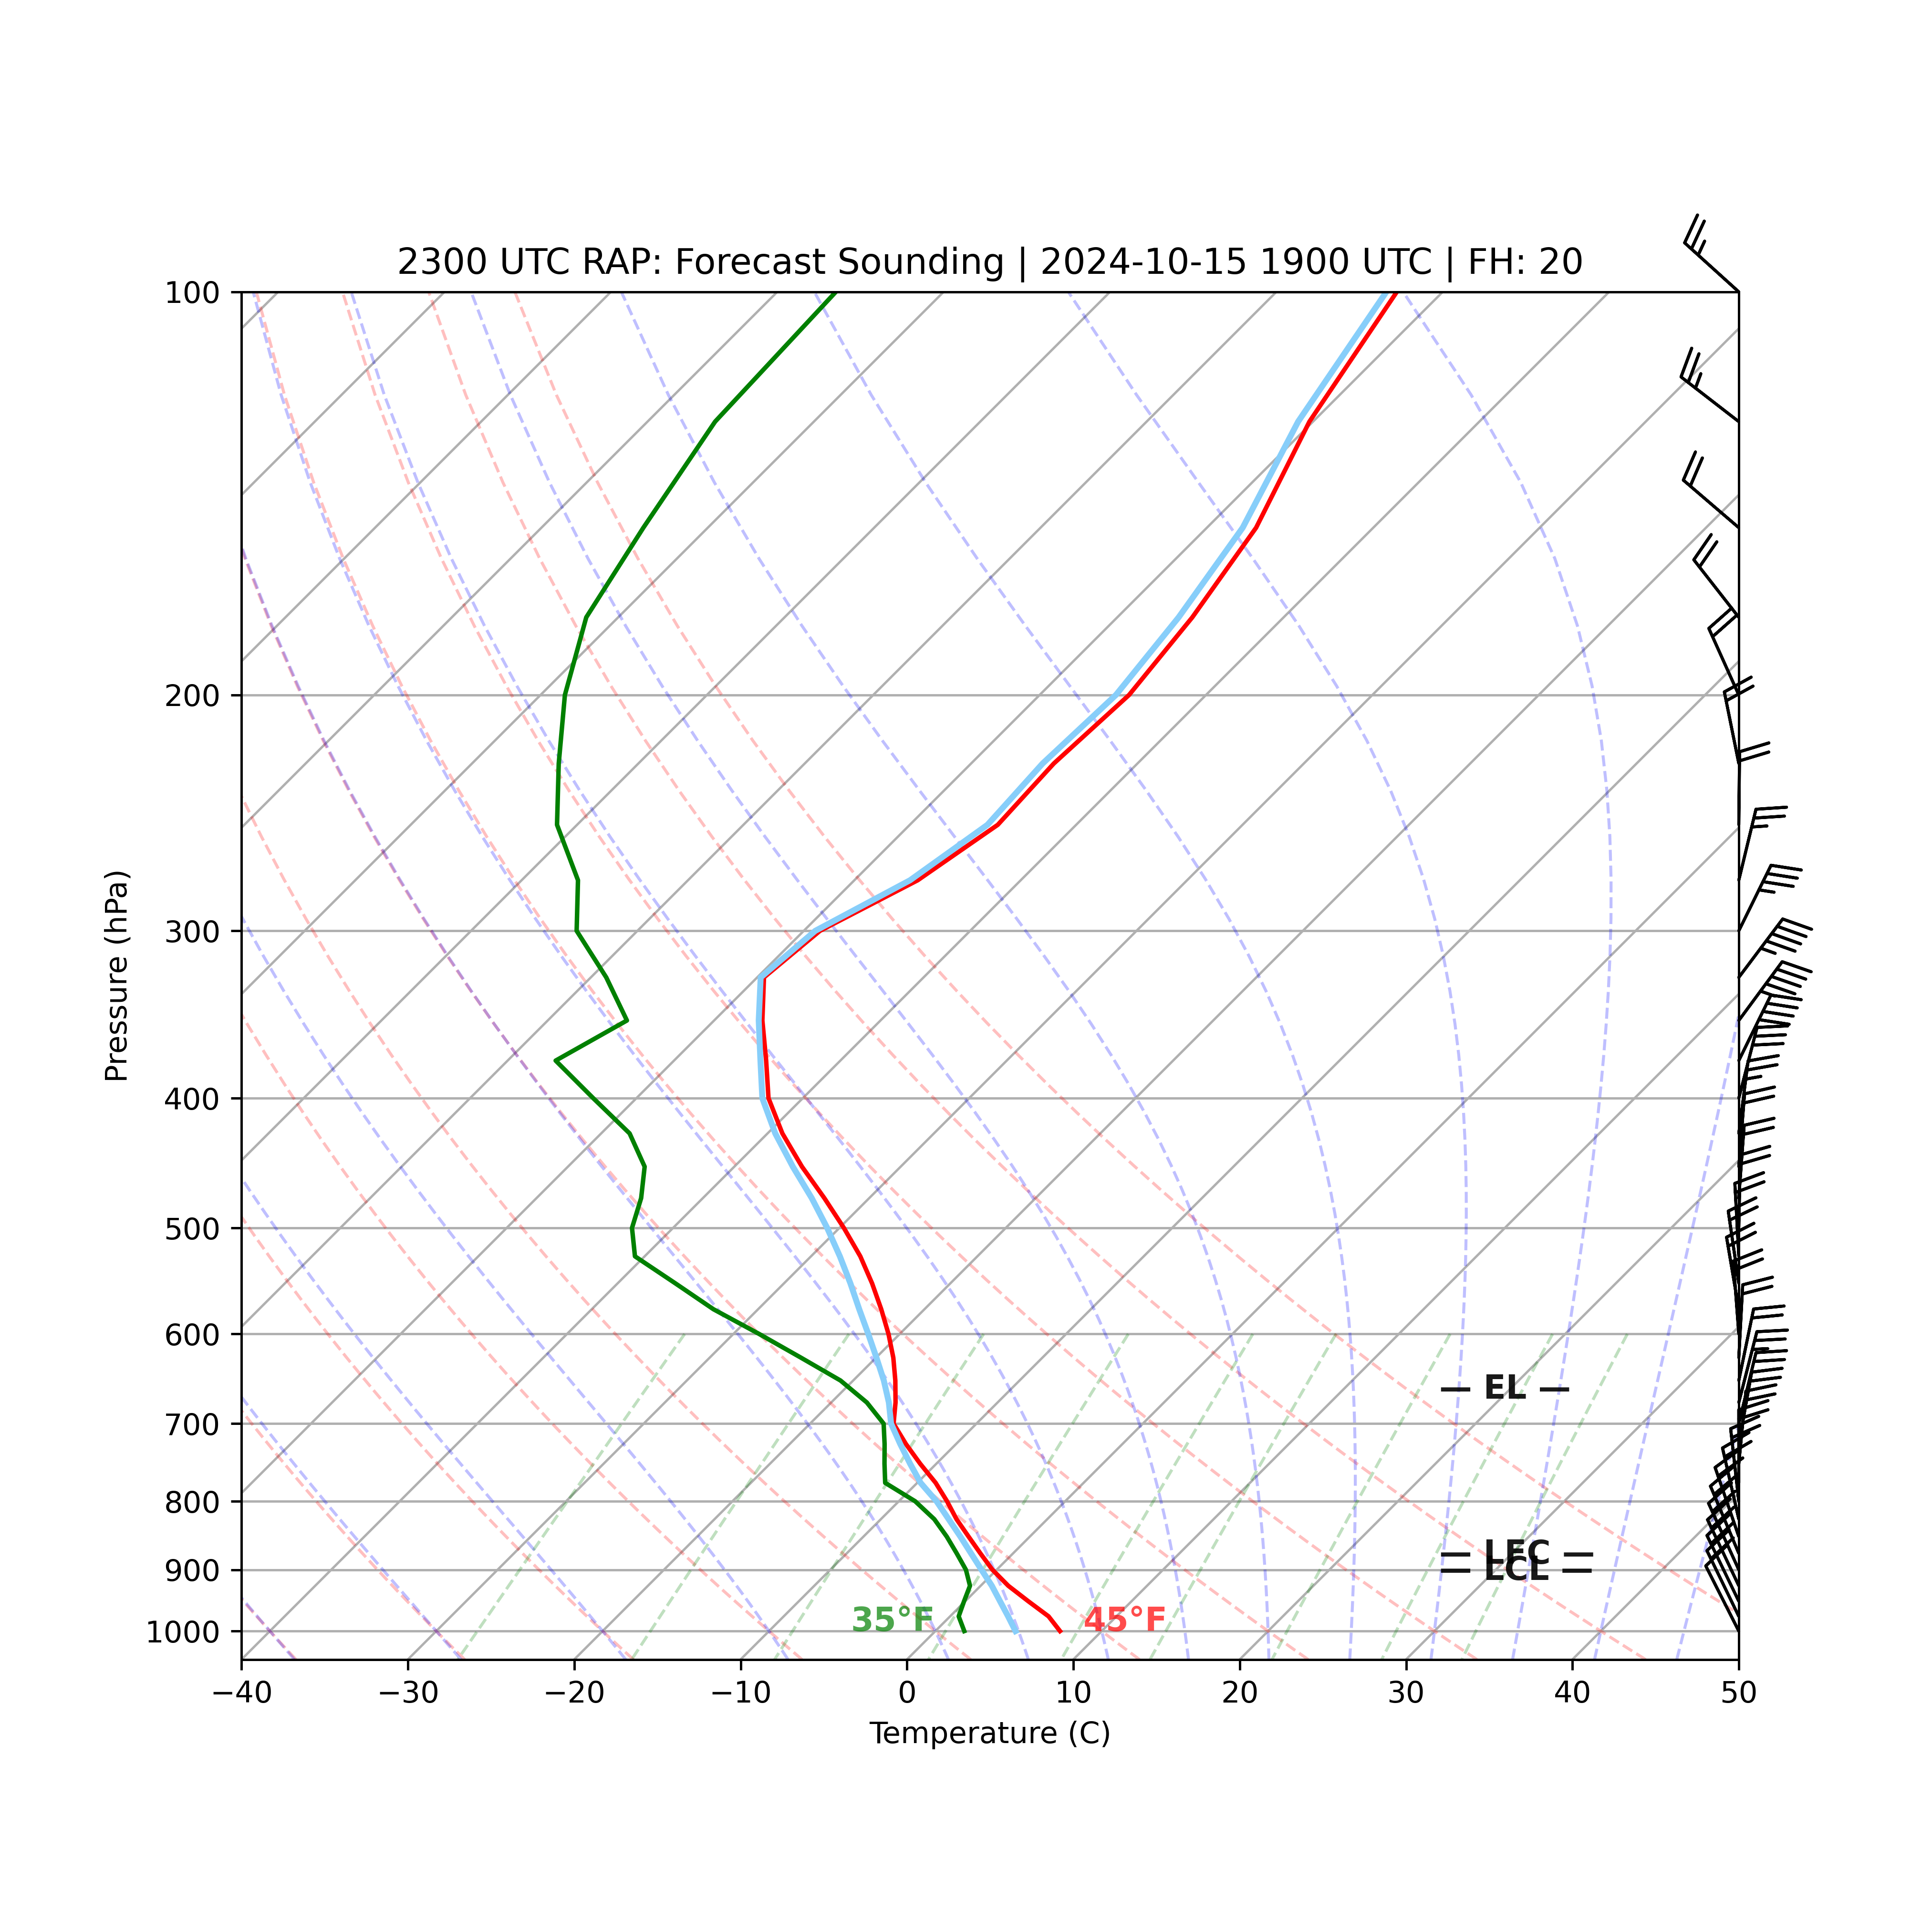 2300 UTC RAP: Forecast Sounding | 2024-10-15 1900 UTC | FH: 20
100
200
300
400
500
600
700
800
900
1000
Pressure (hPa)
— EL —
— LFC —
— LCL —
35°F
45°F
−40 −30 −20 −10 0 10 20 30 40 50
Temperature (C)